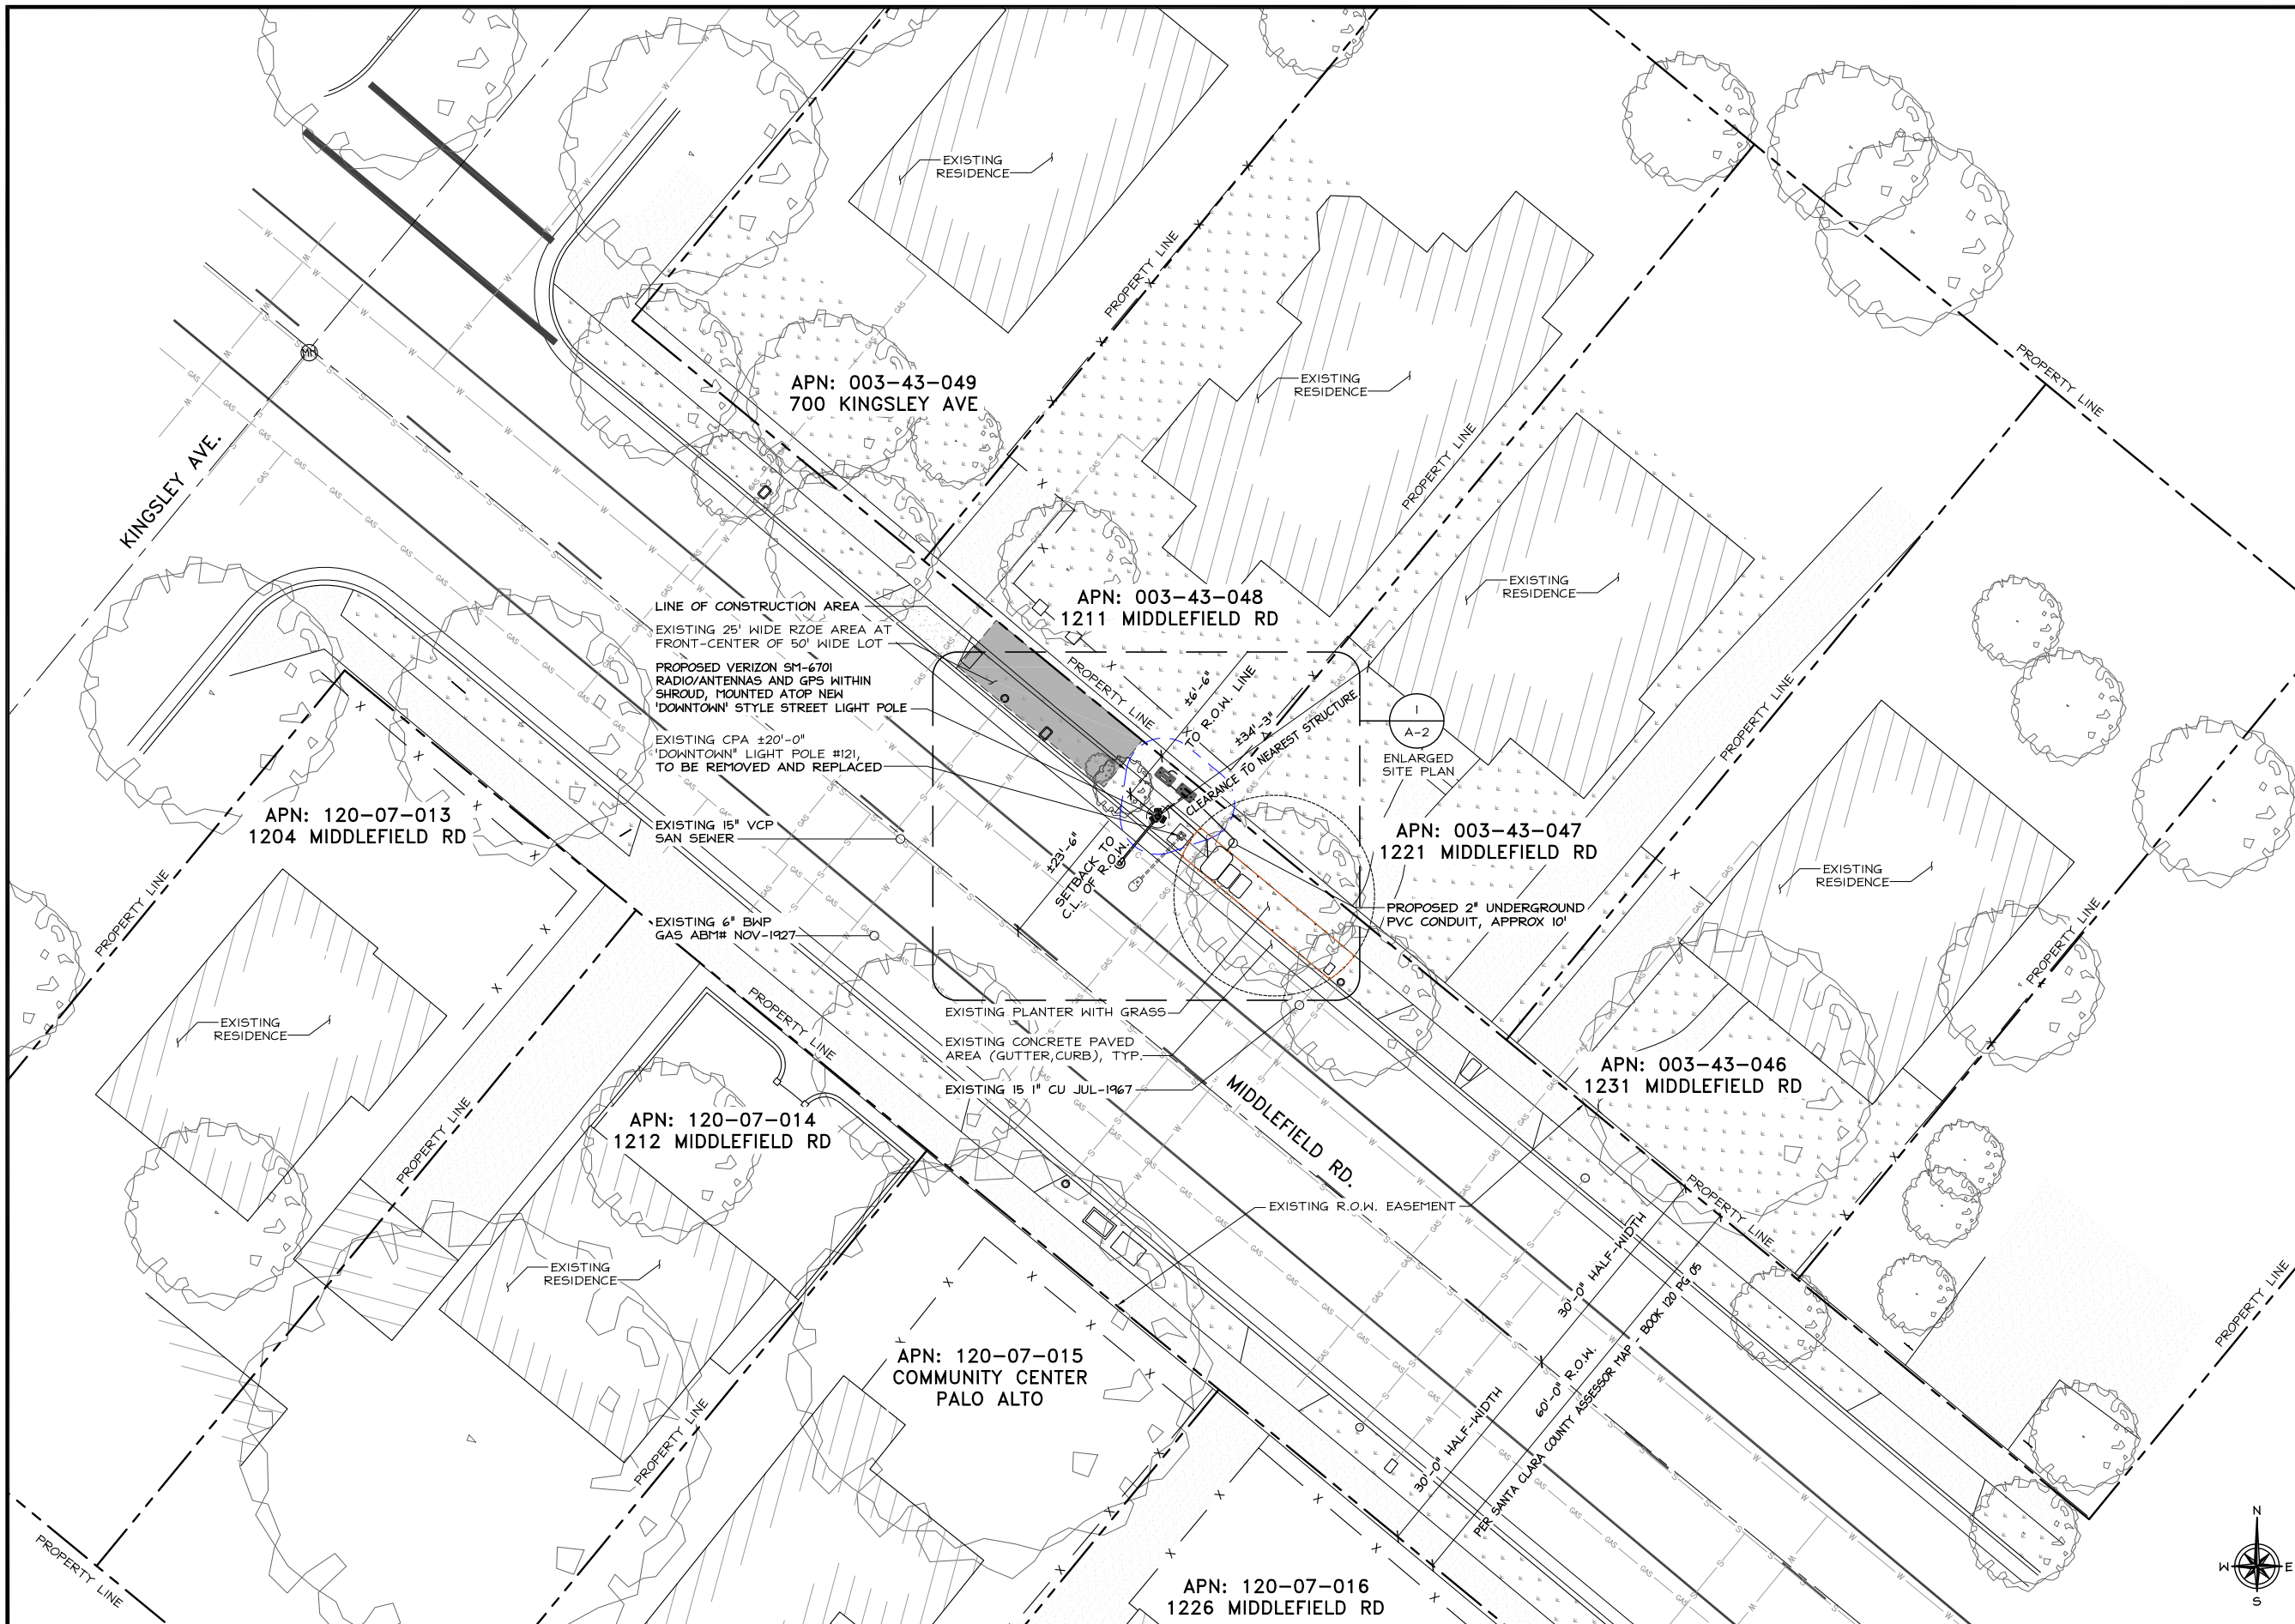 EXISTING
RESIDENCE
PROPERTY LINE
APN: 003-43-049
700 KINGSLEY AVE
EXISTING
RESIDENCE
PROPERTY LINE
PROPERTY LINE
KINGSLEY AVE.
MH
EXISTING
RESIDENCE
APN: 003-43-048
1211 MIDDLEFIELD RD
LINE OF CONSTRUCTION AREA
EXISTING 25' WIDE RZOE AREA AT
FRONT-CENTER OF 50' WIDE LOT
PROPOSED VERIZON SM-6701
RADIO/ANTENNAS AND GPS WITHIN
SHROUD, MOUNTED ATOP NEW
'DOWNTOWN' STYLE STREET LIGHT POLE
EXISTING CPA ±20'-0"
'DOWNTOWN" LIGHT POLE #121,
TO BE REMOVED AND REPLACED
EXISTING 15" VCP
SAN SEWER
EXISTING 6" BWP
GAS ABM# NOV-1927
PROPERTY LINE
±6'-6"
TO R.O.W. LINE
±34'-3"
CLEARANCE TO NEAREST STRUCTURE
±23'-6"
SETBACK TO
C.L. OF R.O.W.
1
A-2
ENLARGED
SITE PLAN
PROPERTY LINE
APN: 120-07-013
1204 MIDDLEFIELD RD
APN: 003-43-047
1221 MIDDLEFIELD RD
EXISTING
RESIDENCE
PROPOSED 2" UNDERGROUND
PVC CONDUIT, APPROX 10'
PROPERTY LINE
PROPERTY LINE
EXISTING
RESIDENCE
PROPERTY LINE
EXISTING PLANTER WITH GRASS
EXISTING CONCRETE PAVED
AREA (GUTTER,CURB), TYP.
EXISTING 15 1" CU JUL-1967
MIDDLEFIELD RD.
APN: 003-43-046
1231 MIDDLEFIELD RD
APN: 120-07-014
1212 MIDDLEFIELD RD
PROPERTY LINE
EXISTING R.O.W. EASEMENT
PROPERTY LINE
EXISTING
RESIDENCE
30'-0" HALF-WIDTH
30'-0" HALF-WIDTH
60'-0" R.O.W.
PER SANTA CLARA COUNTY ASSESSOR MAP - BOOK 120 PG 05
PROPERTY LINE
APN: 120-07-015
COMMUNITY CENTER
PALO ALTO
PROPERTY LINE
PROPERTY LINE
APN: 120-07-016
1226 MIDDLEFIELD RD
N
W
E
S